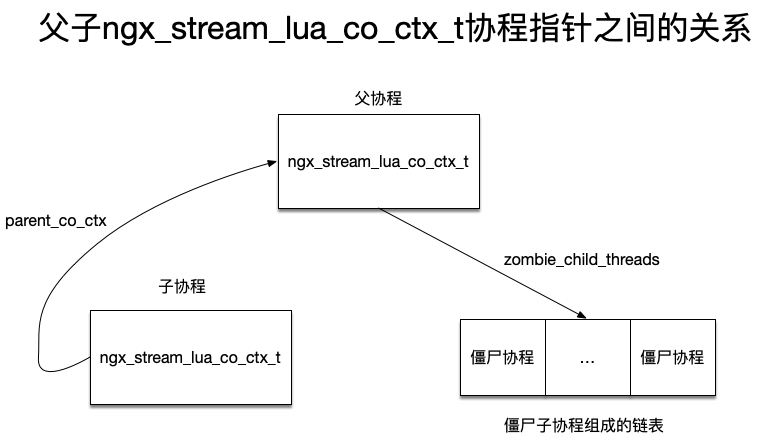 父子ngx_stream_lua_co_ctx_t协程指针之间的关系
父协程
ngx_stream_lua_co_ctx_t
parent_co_ctx
zombie_child_threads
子协程
ngx_stream_lua_co_ctx_t
僵尸协程
...
僵尸协程
僵尸子协程组成的链表